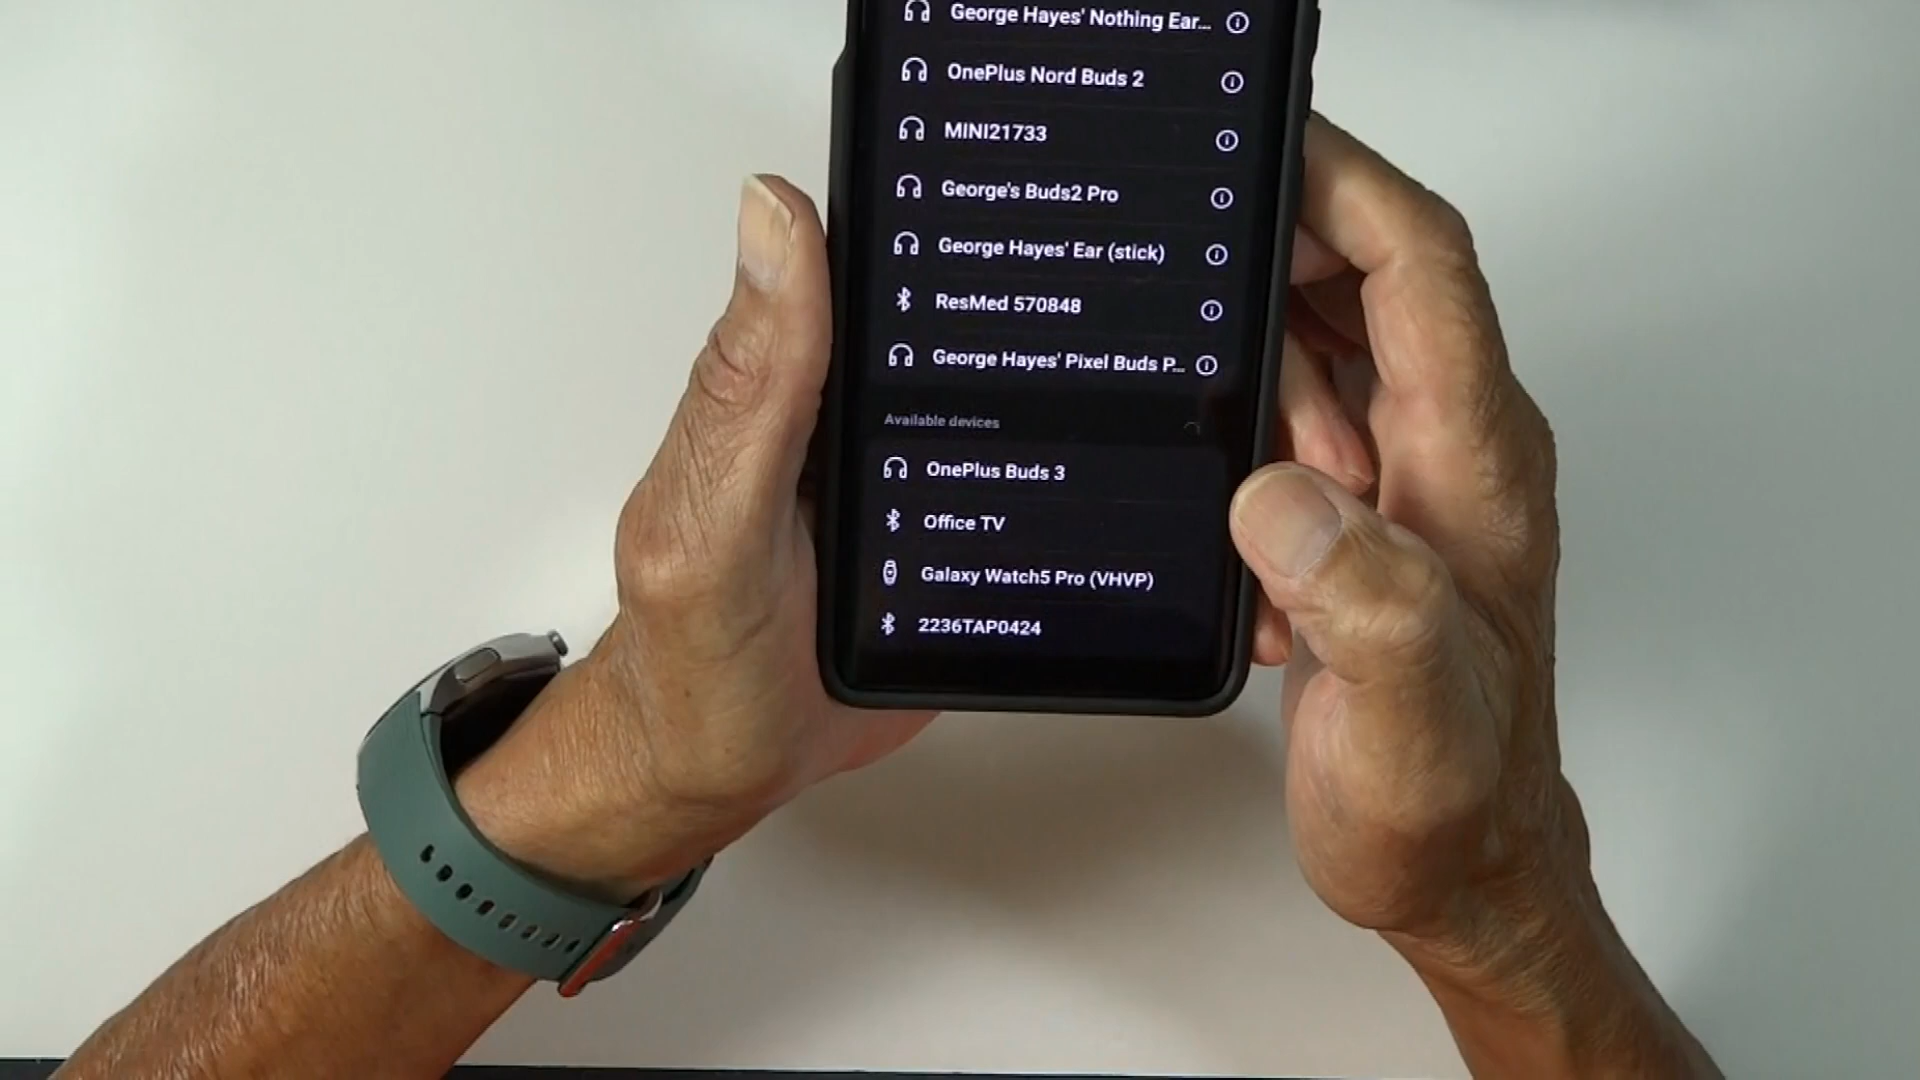 George Hayes' Nothing Ear...
OnePlus Nord Buds 2
MINI21733
George's Buds2 Pro
George Hayes' Ear (stick)
ResMed 570848
George Hayes' Pixel Buds P...
Available devices
OnePlus Buds 3
Office TV
Galaxy Watch5 Pro (VHVP)
2236TAP0424